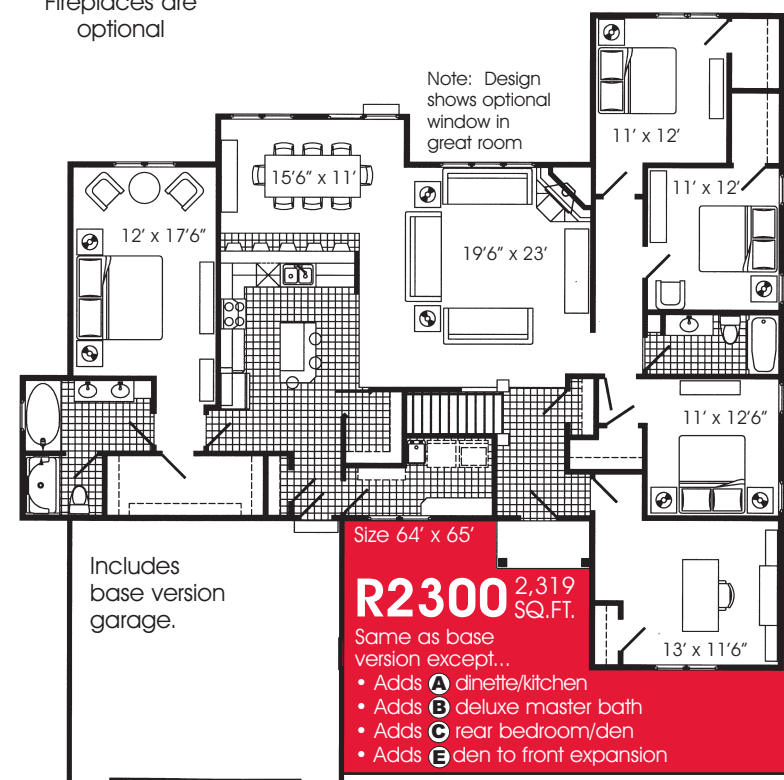 Fireplaces are
optional
Note: Design
shows optional
window in
great room
11' x 12'
15'6" x 11'
11' x 12'
12' x 17'6"
19'6" x 23'
11' x 12'6"
Size 64' x 65'
Includes
base version
garage.
R2300 2,319
SQ.FT.
Same as base
version except...
• Adds A dinette/kitchen
• Adds B deluxe master bath
• Adds C rear bedroom/den
• Adds E den to front expansion
13' x 11'6"